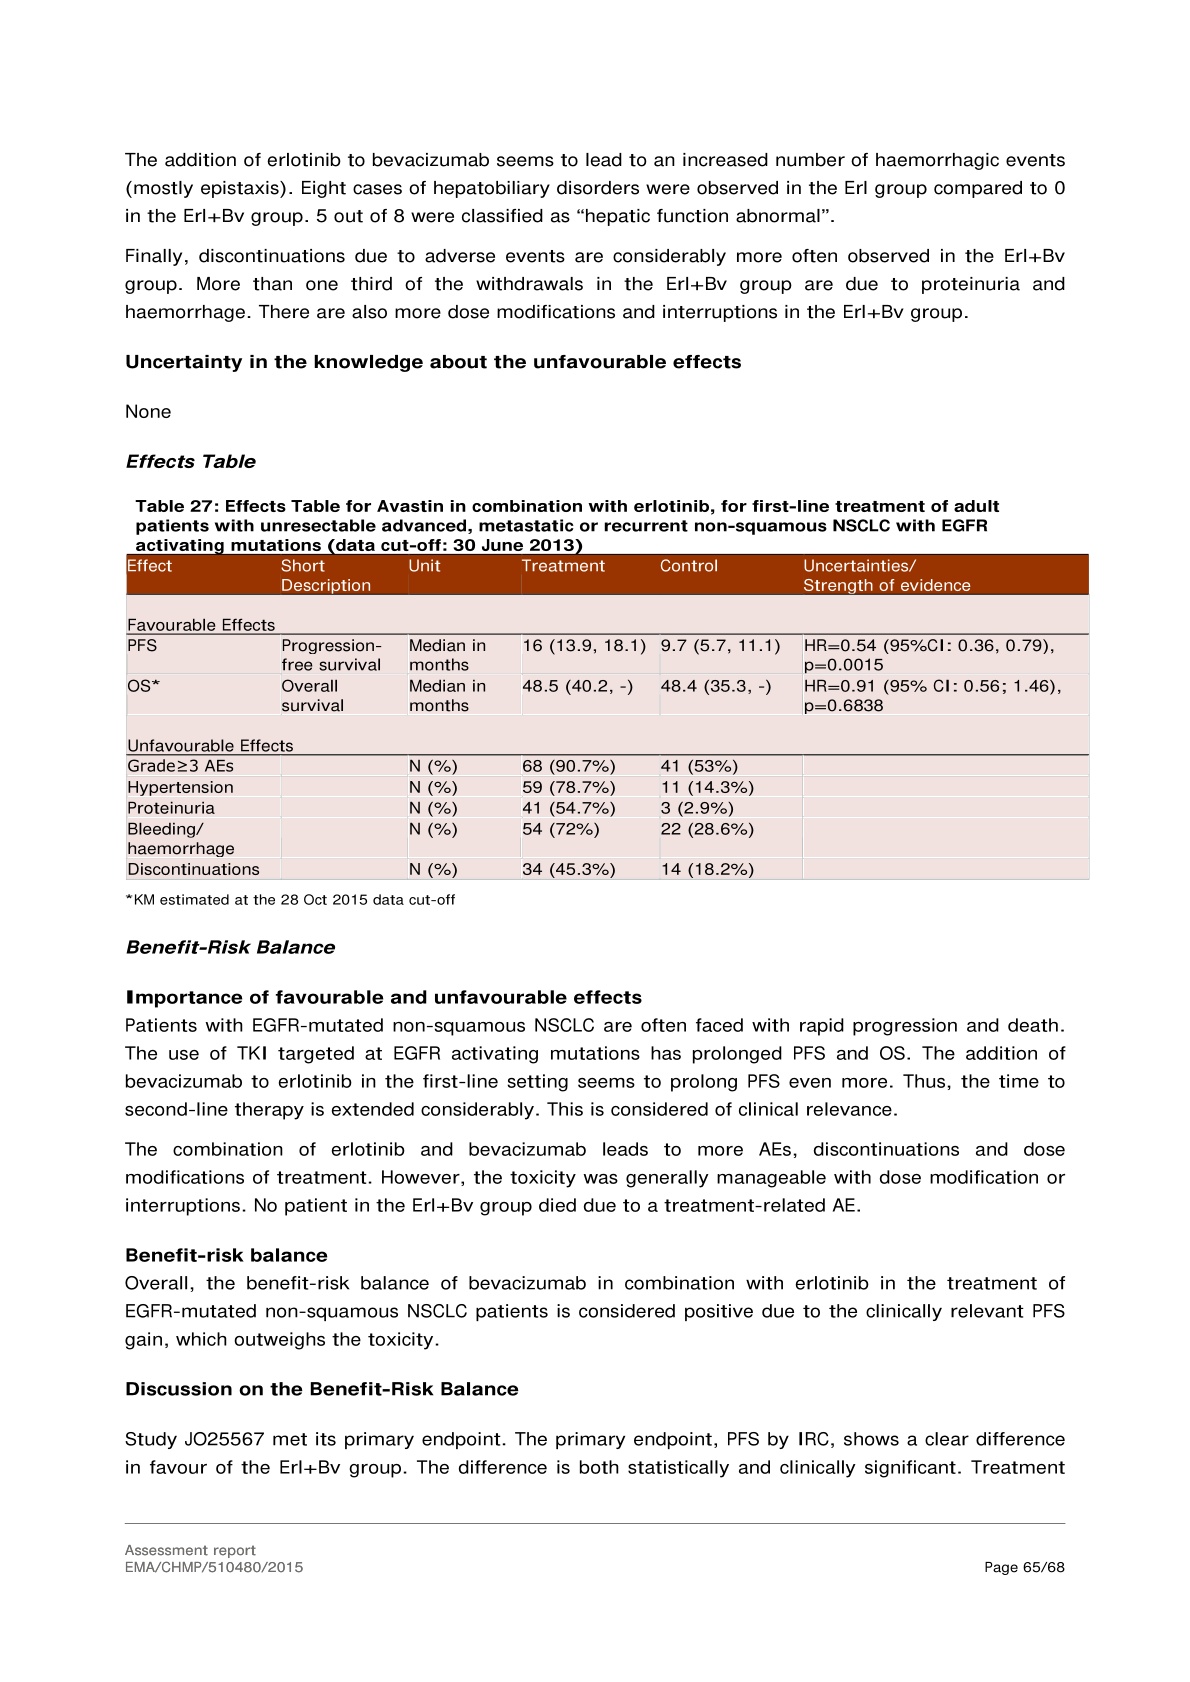 The addition of erlotinib to bevacizumab seems to lead to an increased number of haemorrhagic events
(mostly epistaxis). Eight cases of hepatobiliary disorders were observed in the Erl group compared to 0
in the Erl+Bv group. 5 out of 8 were classified as “hepatic function abnormal”.
Finally, discontinuations due to adverse events are considerably more often observed in the Erl+Bv
group. More than one third of the withdrawals in the Erl+Bv group are due to proteinuria and
haemorrhage. There are also more dose modifications and interruptions in the Erl+Bv group.
Uncertainty in the knowledge about the unfavourable effects
None
Effects Table
Table 27: Effects Table for Avastin in combination with erlotinib, for first-line treatment of adult
patients with unresectable advanced, metastatic or recurrent non-squamous NSCLC with EGFR
activating mutations (data cut-off: 30 June 2013)
Effect Short Unit Treatment Control Uncertainties/
Description Strength of evidence
Favourable Effects
PFS Progression- Median in 16 (13.9, 18.1) 9.7 (5.7, 11.1) HR=0.54 (95%CI: 0.36, 0.79),
free survival months p=0.0015
OS* Overall Median in 48.5 (40.2, -) 48.4 (35.3, -) HR=0.91 (95% CI: 0.56; 1.46),
survival months p=0.6838
Unfavourable Effects
Grade≥3 AEs N (%) 68 (90.7%) 41 (53%)
Hypertension N (%) 59 (78.7%) 11 (14.3%)
Proteinuria N (%) 41 (54.7%) 3 (2.9%)
Bleeding/ N (%) 54 (72%) 22 (28.6%)
haemorrhage
Discontinuations N (%) 34 (45.3%) 14 (18.2%)
*KM estimated at the 28 Oct 2015 data cut-off
Benefit-Risk Balance
Importance of favourable and unfavourable effects
Patients with EGFR-mutated non-squamous NSCLC are often faced with rapid progression and death.
The use of TKI targeted at EGFR activating mutations has prolonged PFS and OS. The addition of
bevacizumab to erlotinib in the first-line setting seems to prolong PFS even more. Thus, the time to
second-line therapy is extended considerably. This is considered of clinical relevance.
The combination of erlotinib and bevacizumab leads to more AEs, discontinuations and dose
modifications of treatment. However, the toxicity was generally manageable with dose modification or
interruptions. No patient in the Erl+Bv group died due to a treatment-related AE.
Benefit-risk balance
Overall, the benefit-risk balance of bevacizumab in combination with erlotinib in the treatment of
EGFR-mutated non-squamous NSCLC patients is considered positive due to the clinically relevant PFS
gain, which outweighs the toxicity.
Discussion on the Benefit-Risk Balance
Study JO25567 met its primary endpoint. The primary endpoint, PFS by IRC, shows a clear difference
in favour of the Erl+Bv group. The difference is both statistically and clinically significant. Treatment
Assessment report
EMA/CHMP/510480/2015 Page 65/68